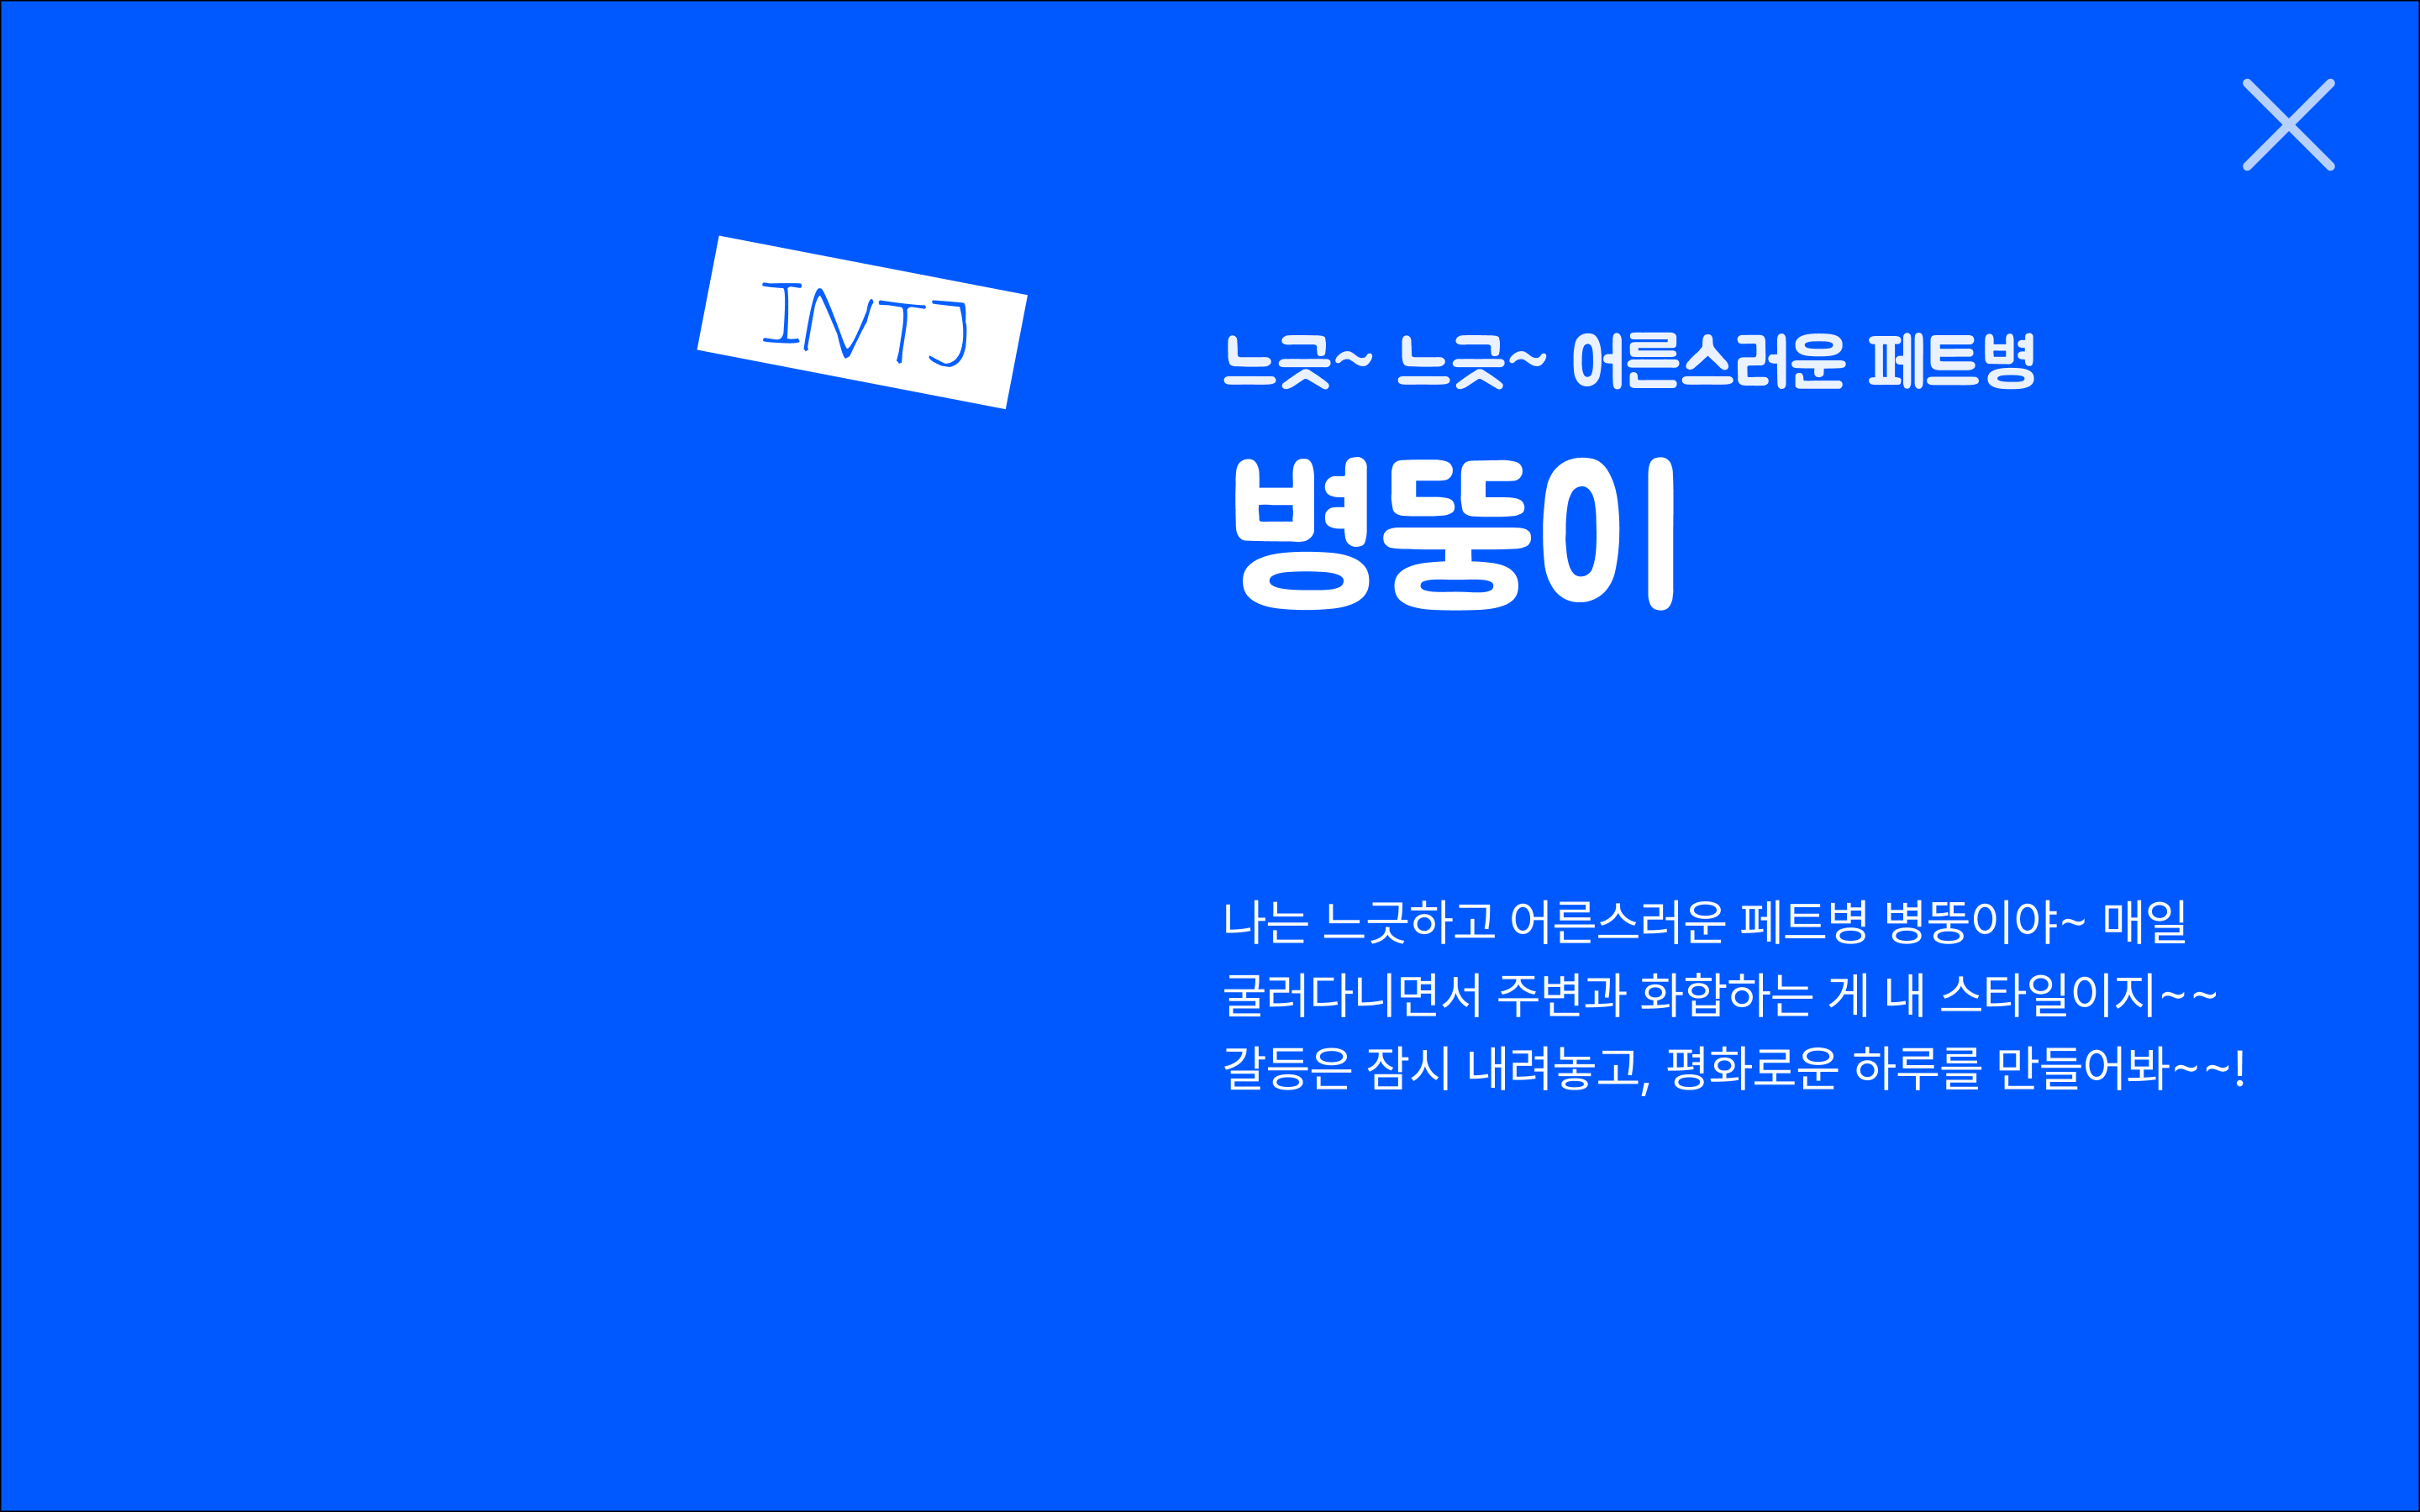 INTJ
느긋~ 느긋~ 어른스러운 패트병
병뚱이
나는 느긋하고 어른스러운 페트병 병뚱이야~ 매일
굴러다니면서 주변과 화합하는 게 내 스타일이지~ ~
갈등은 잠시 내려놓고, 평화로운 하루를 만들어봐~ ~!